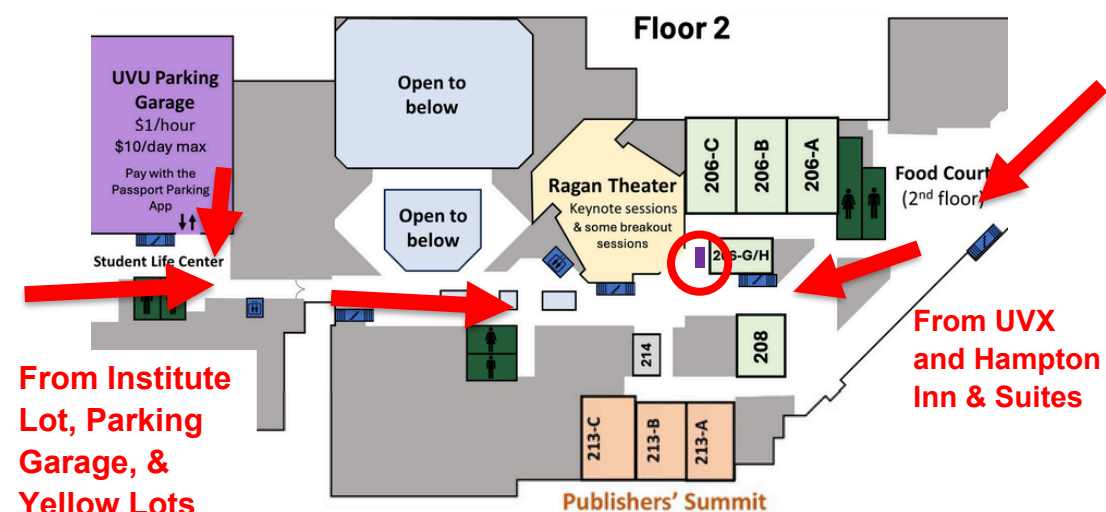 Floor 2
UVU Parking
Garage
$1/hour
$10/day max
Pay with the
Passport Parking
App
Student Life Center
Open to
below
Open to
below
Ragan Theater
Keynote sessions
& some breakout
sessions
206-C
206-B
206-A
206-G/H
Food Court
(2nd floor)
208
214
213-C
213-B
213-A
Publishers' Summit
From Institute
Lot, Parking
Garage, &
Yellow Lots
From UVX
and Hampton
Inn & Suites